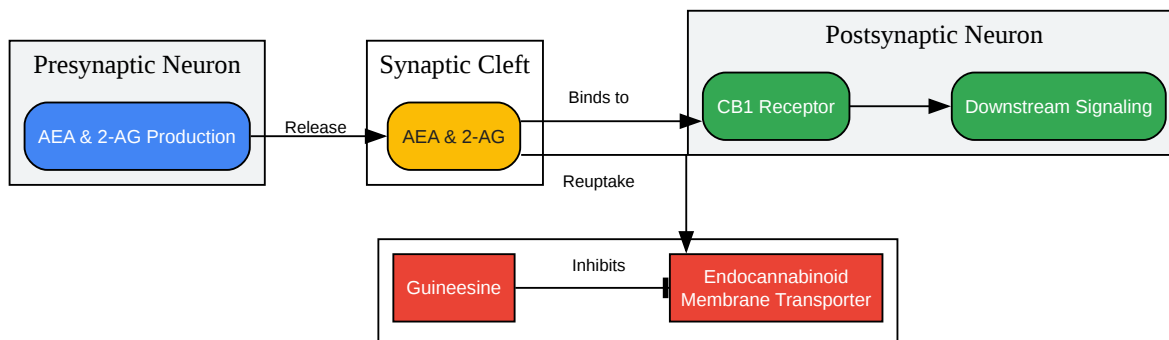 Presynaptic Neuron
AEA & 2-AG Production
Release
Synaptic Cleft
AEA & 2-AG
Binds to
Reuptake
Postsynaptic Neuron
CB1 Receptor
Downstream Signaling
Guineesine
Inhibits
Endocannabinoid
Membrane Transporter